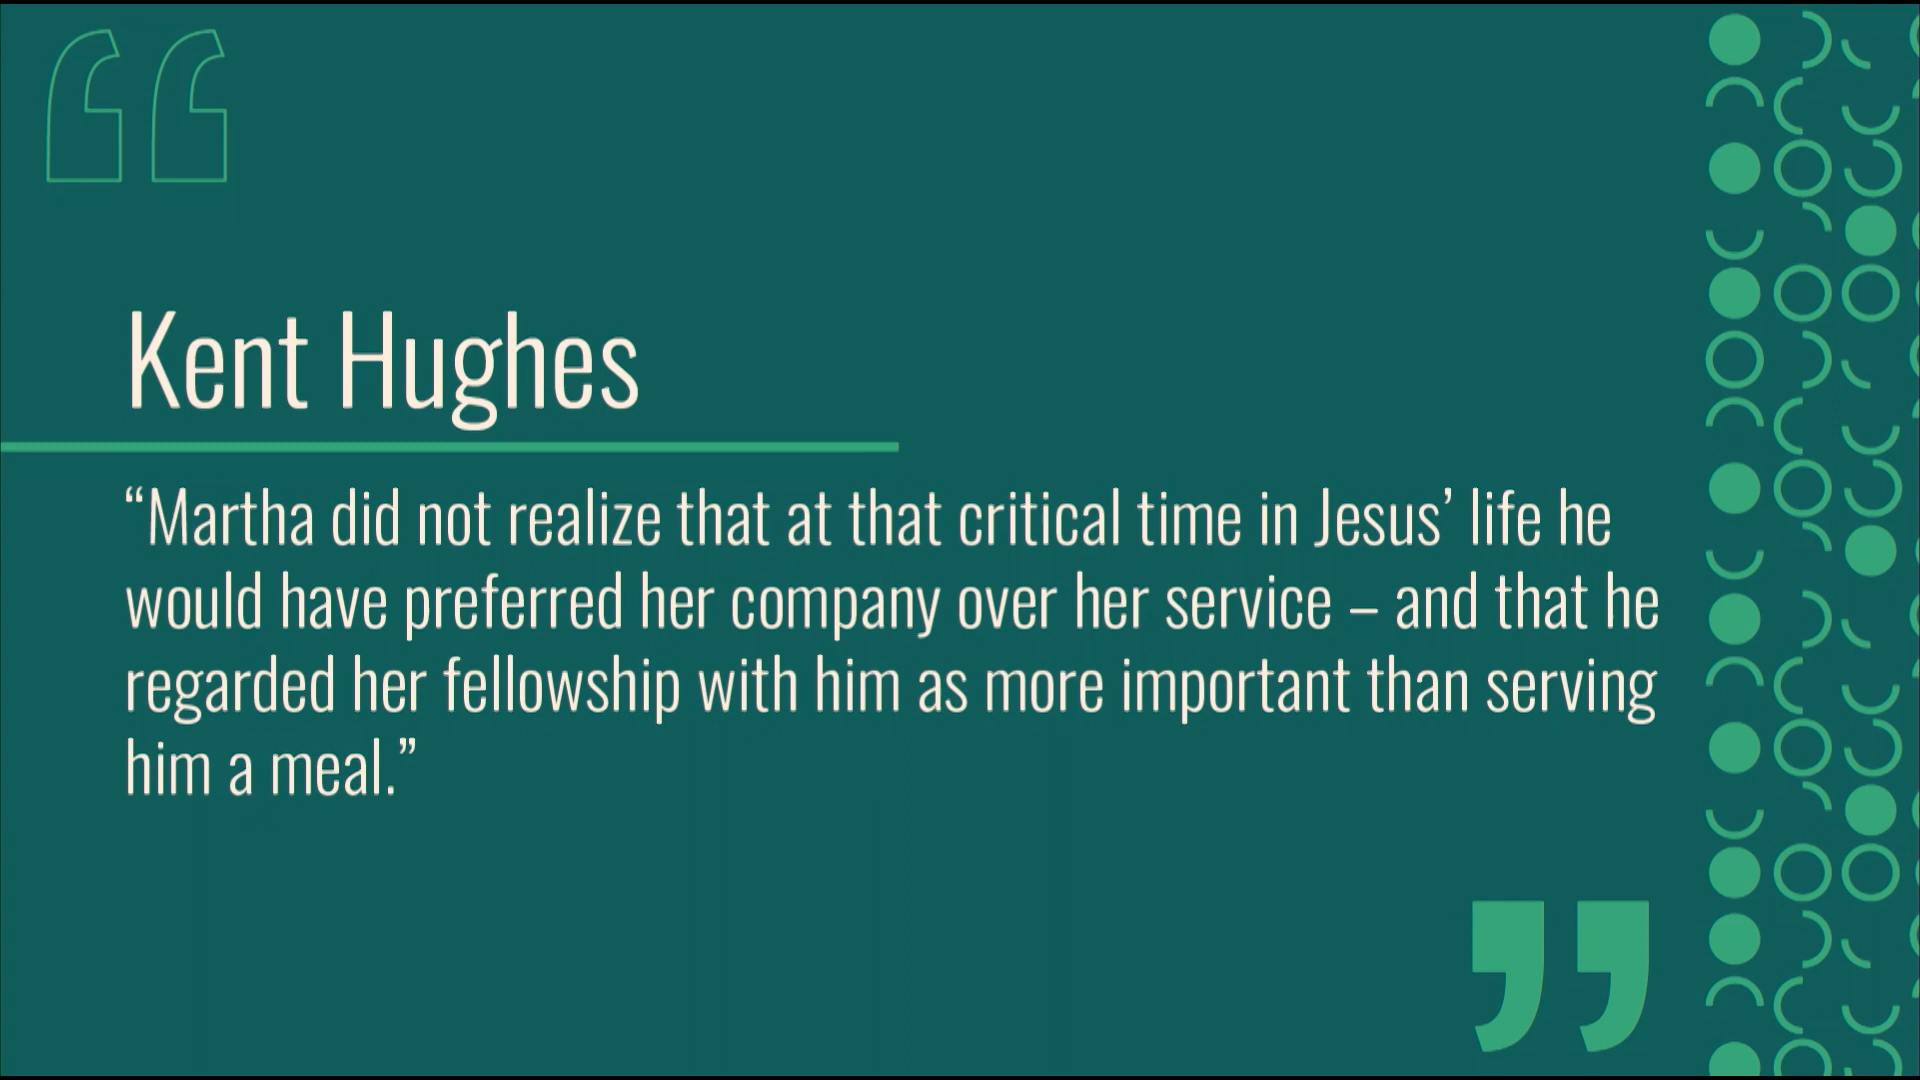 Kent Hughes
“Martha did not realize that at that critical time in Jesus’ life he
would have preferred her company over her service – and that he
regarded her fellowship with him as more important than serving
him a meal.”